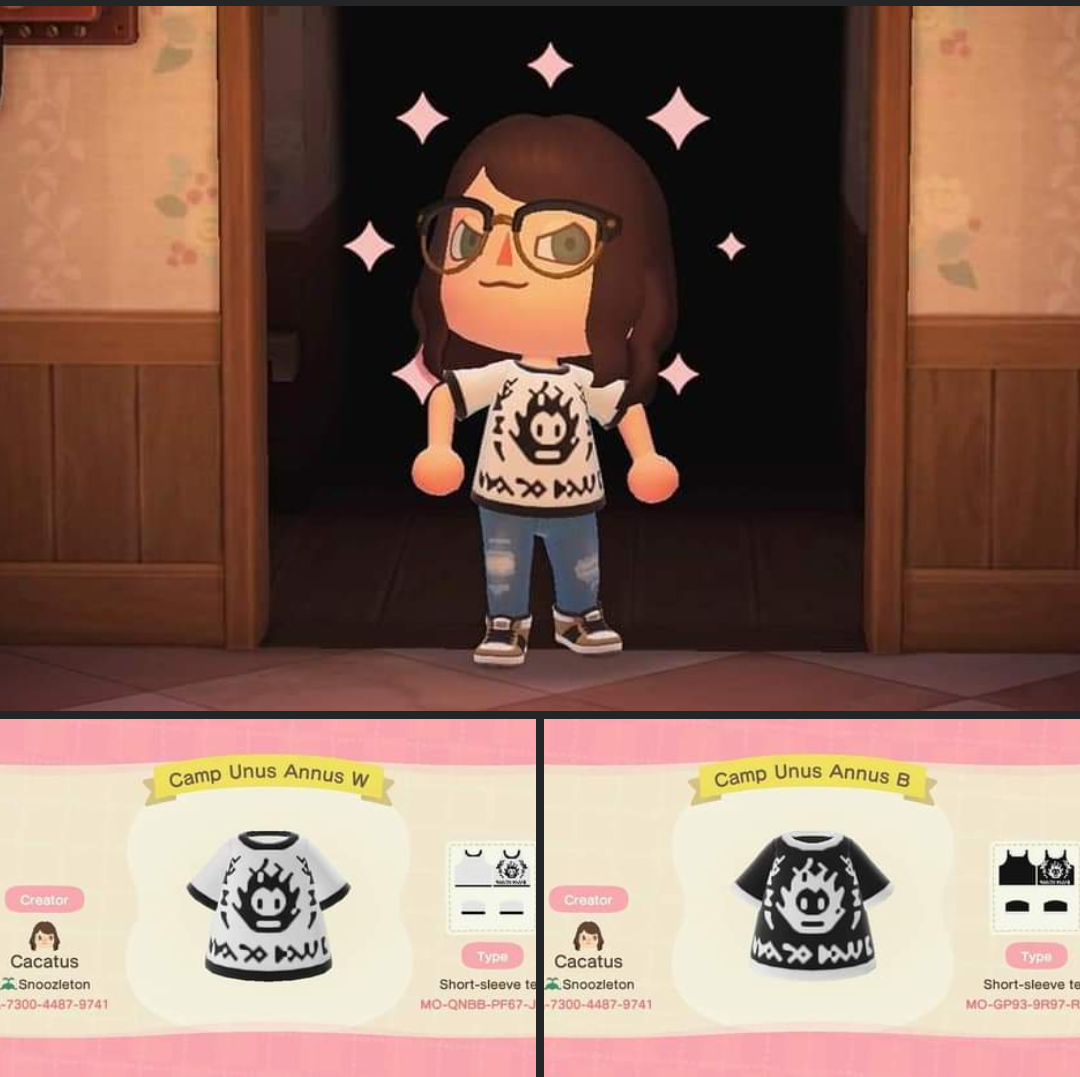 Camp Unus Annus W
Creator
Cacatus
Snoozleton
-7300-4487-9741
Type
Short-sleeve te
MO-QNBB-PF67-J
Camp Unus Annus B
Creator
Cacatus
Snoozleton
-7300-4487-9741
Type
Short-sleeve te
MO-GP93-9R97-R